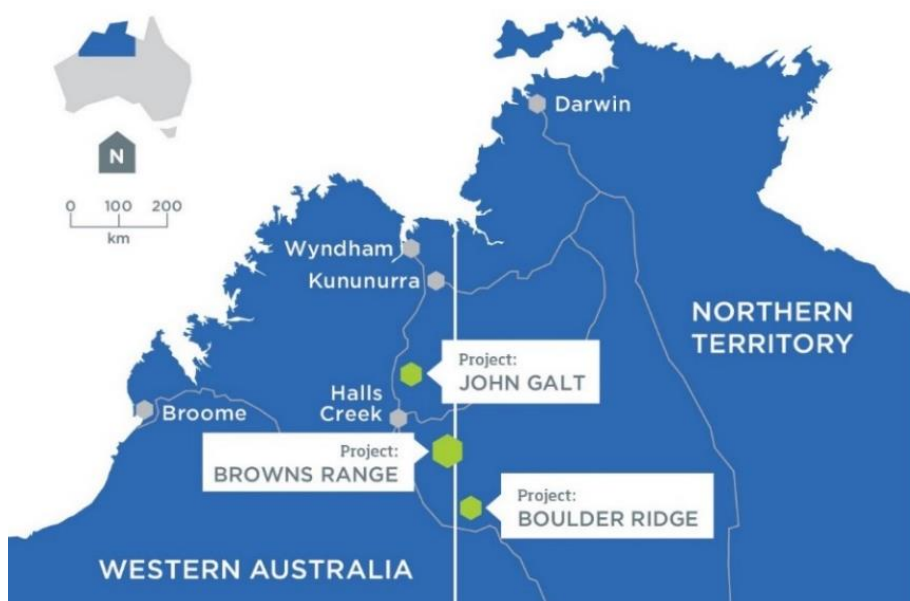 Darwin
N
0 100 200
km
Wyndham
Kununurra
NORTHERN
TERRITORY
Project:
JOHN GALT
Halls
Creek
Broome
Project:
BROWNS RANGE
Project:
BOULDER RIDGE
WESTERN AUSTRALIA